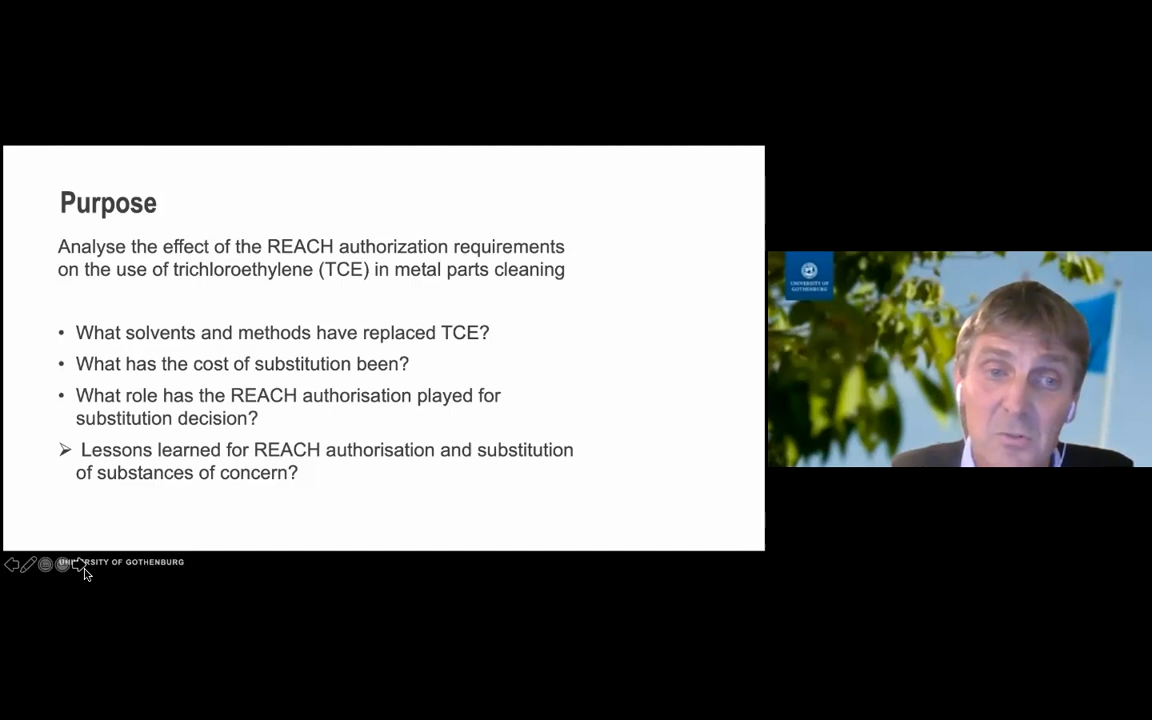 Purpose
Analyse the effect of the REACH authorization requirements
on the use of trichloroethylene (TCE) in metal parts cleaning
• What solvents and methods have replaced TCE?
• What has the cost of substitution been?
• What role has the REACH authorisation played for
substitution decision?
➢ Lessons learned for REACH authorisation and substitution
of substances of concern?
UNIVERSITY OF GOTHENBURG
UNIVERSITY OF
GOTHENBURG